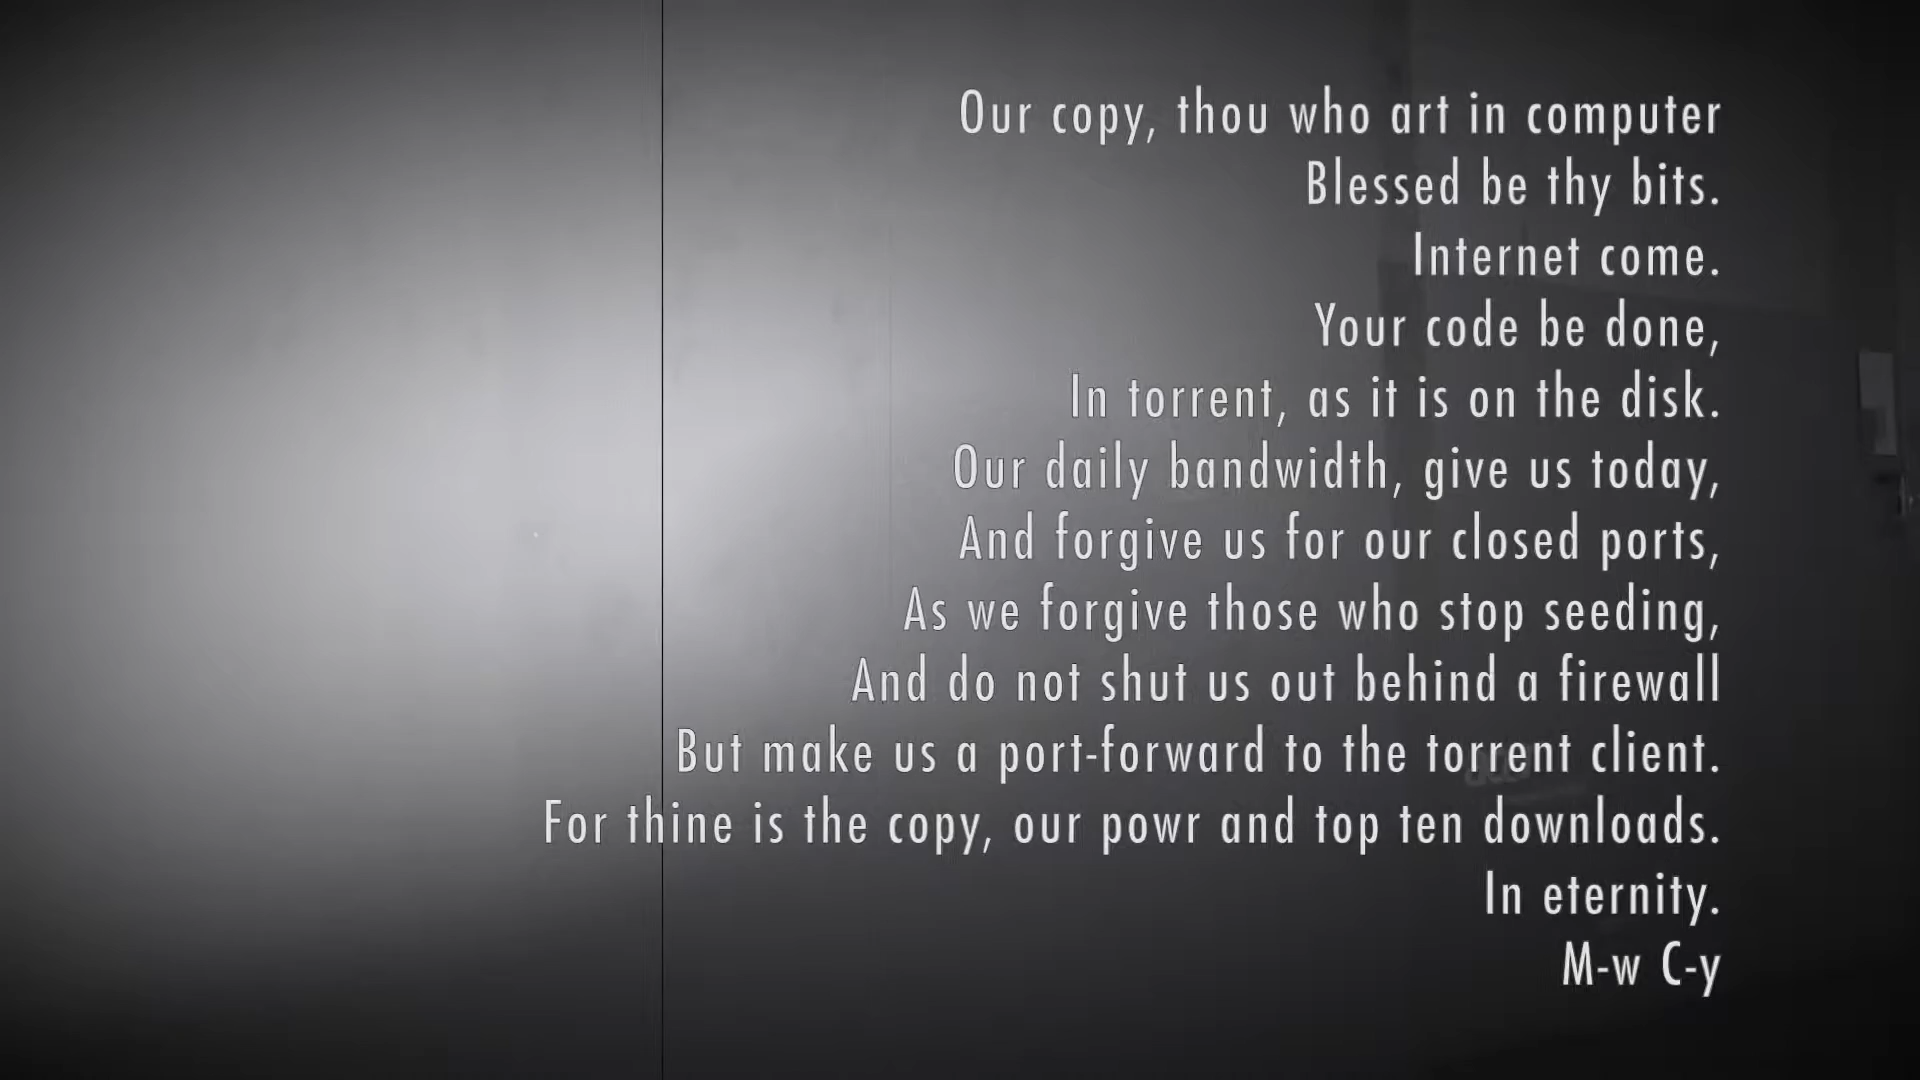 Our copy, thou who art in computer
Blessed be thy bits.
Internet come.
Your code be done,
In torrent, as it is on the disk.
Our daily bandwidth, give us today,
And forgive us for our closed ports,
As we forgive those who stop seeding,
And do not shut us out behind a firewall
But make us a port-forward to the torrent client.
For thine is the copy, our powr and top ten downloads.
In eternity.
M-w C-y